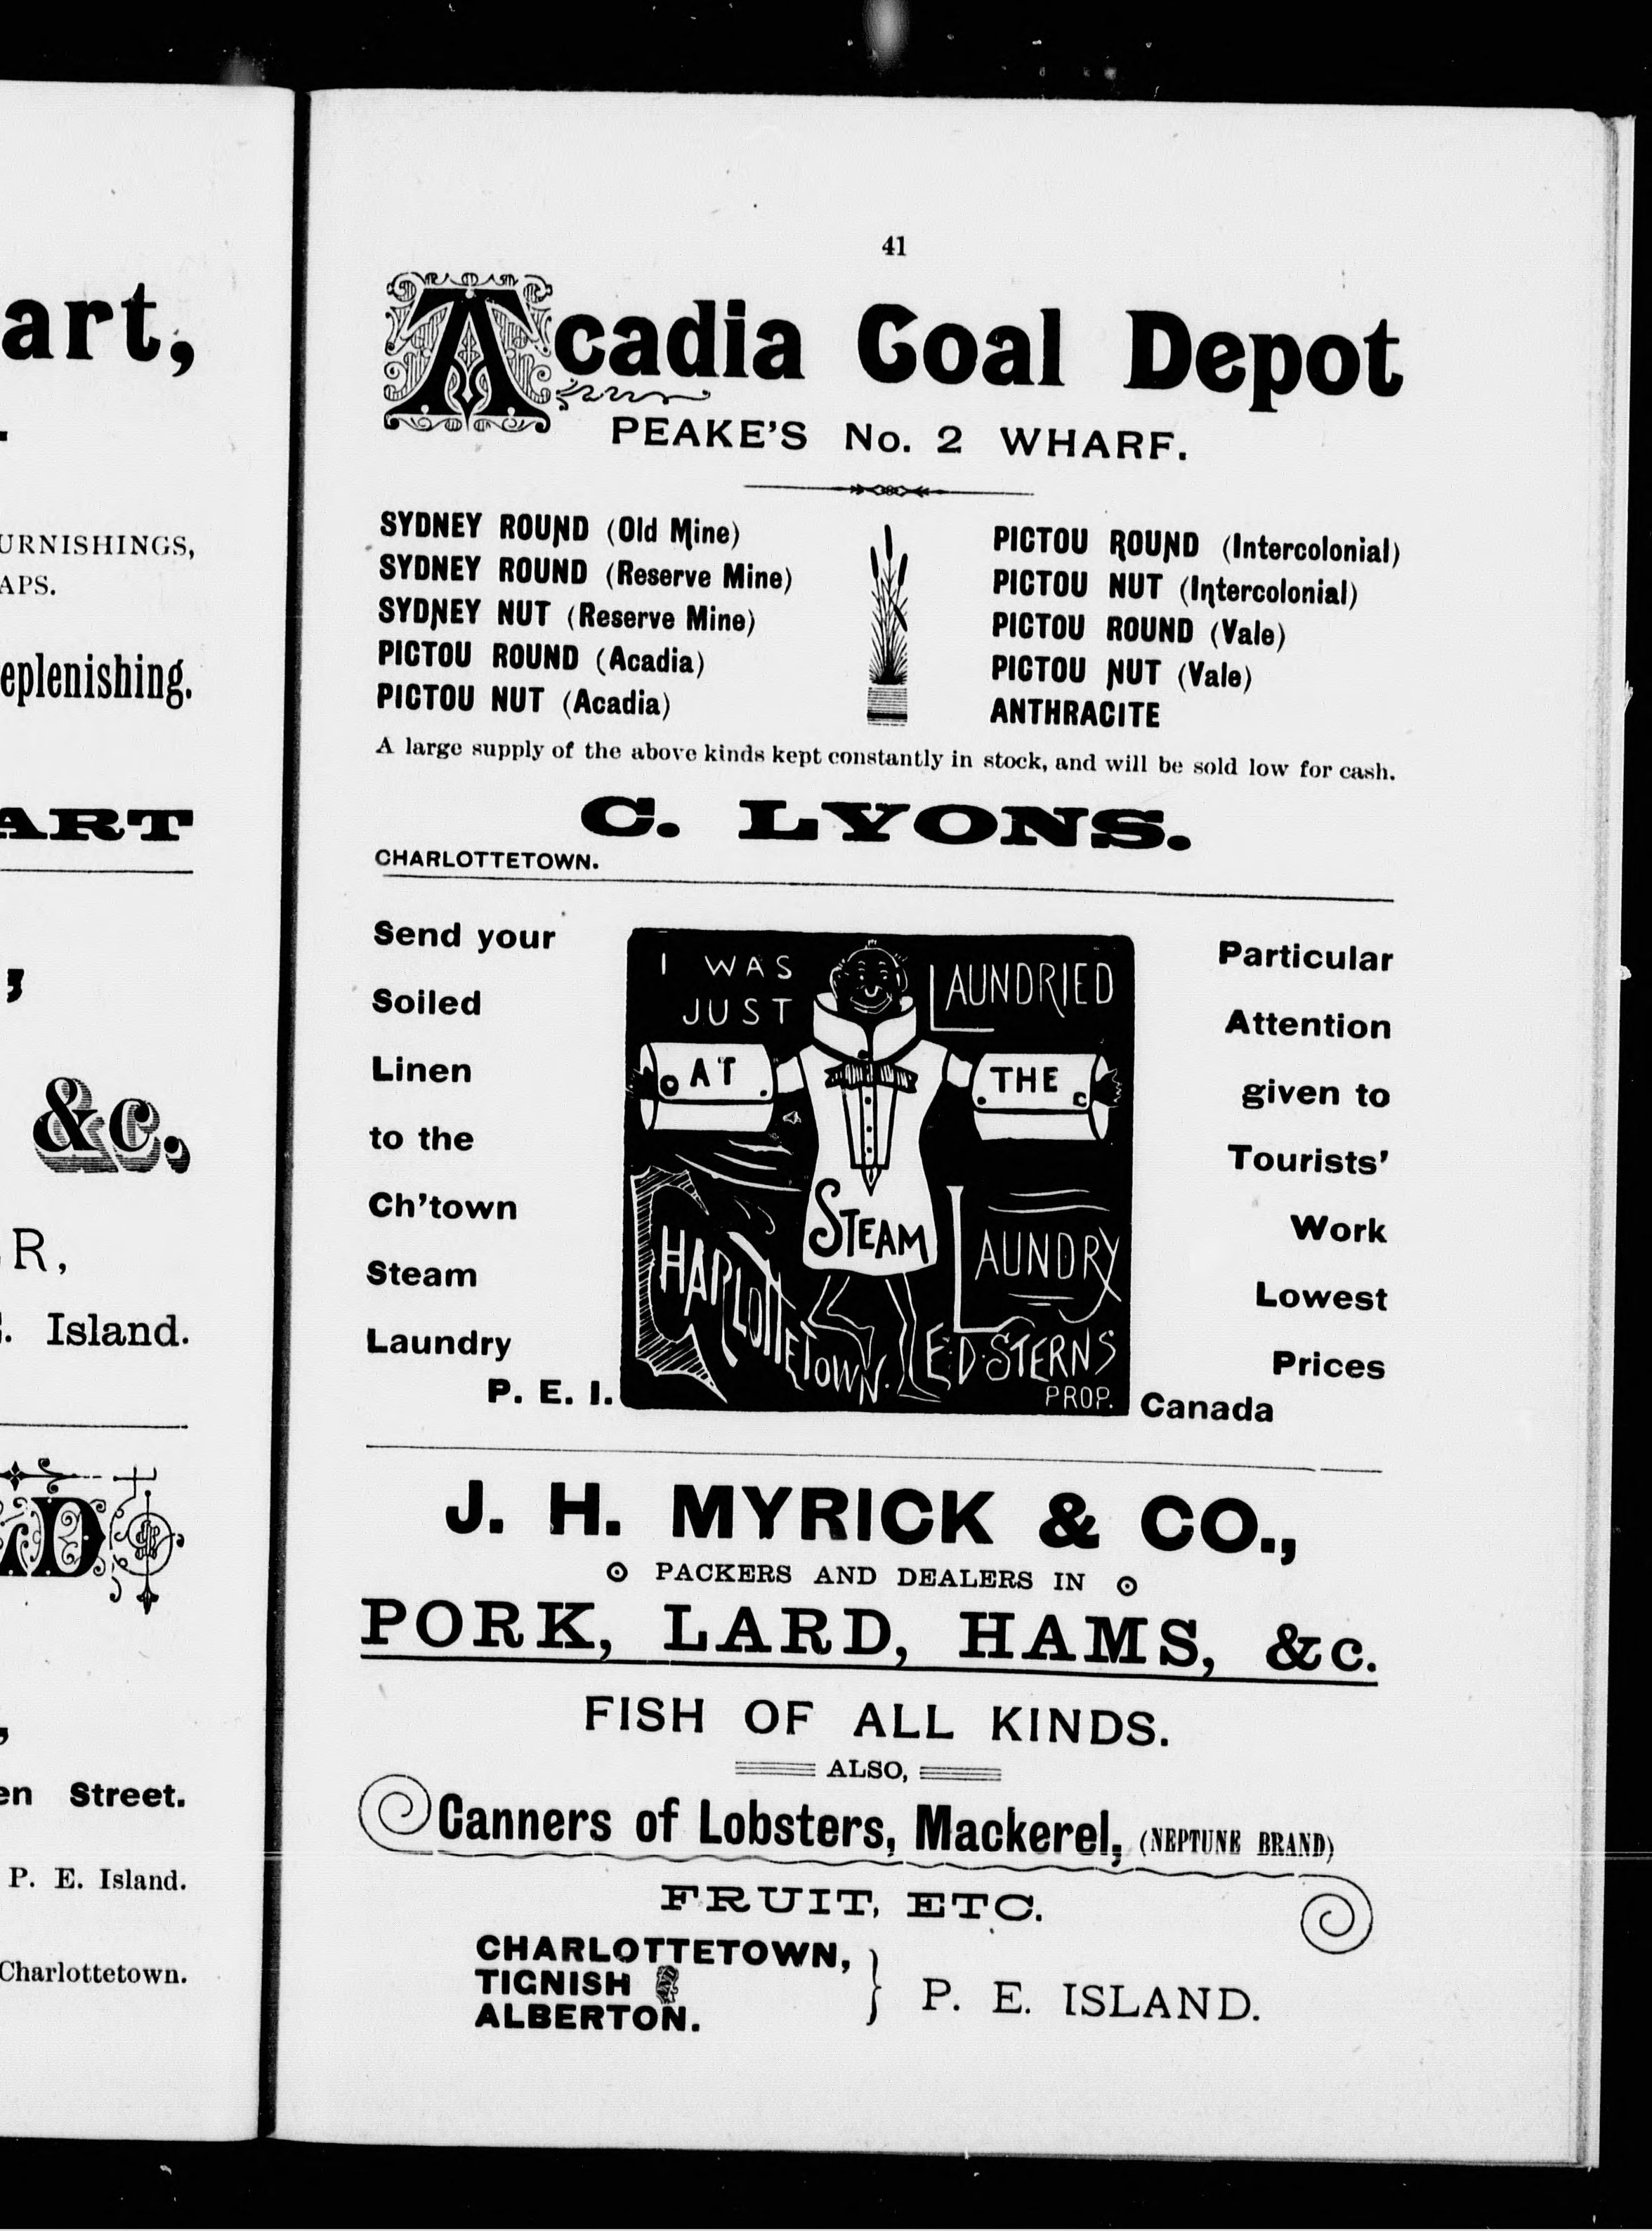 art,
URNISHINGS,
APS.
eplenishing.
ART
,
&c.
R,
. Island.
D
,
en Street.
P. E. Island.
Charlottetown.
41
Acadia Coal Depot
PEAKE'S No. 2 WHARF.
SYDNEY ROUND (Old Mine)
SYDNEY ROUND (Reserve Mine)
SYDNEY NUT (Reserve Mine)
PICTOU ROUND (Acadia)
PICTOU NUT (Acadia)
PICTOU ROUND (Intercolonial)
PICTOU NUT (Intercolonial)
PICTOU ROUND (Vale)
PICTOU NUT (Vale)
ANTHRACITE
A large supply of the above kinds kept constantly in stock, and will be sold low for cash.
C. LYONS.
CHARLOTTETOWN.
Send your
Soiled
Linen
to the
Ch'town
Steam
Laundry
P. E. I.
I WAS
JUST
LAUNDRIED
AT
THE
CHARLOTTETOWN.
STEAM
LAUNDRY
E.D. STERNS
PROP.
Particular
Attention
given to
Tourists'
Work
Lowest
Prices
Canada
J. H. MYRICK & CO.,
PACKERS AND DEALERS IN
PORK, LARD, HAMS, &c.
FISH OF ALL KINDS.
ALSO,
Canners of Lobsters, Mackerel, (NEPTUNE BRAND)
FRUIT, ETC.
CHARLOTTETOWN,
TIGNISH
ALBERTON.
} P. E. ISLAND.